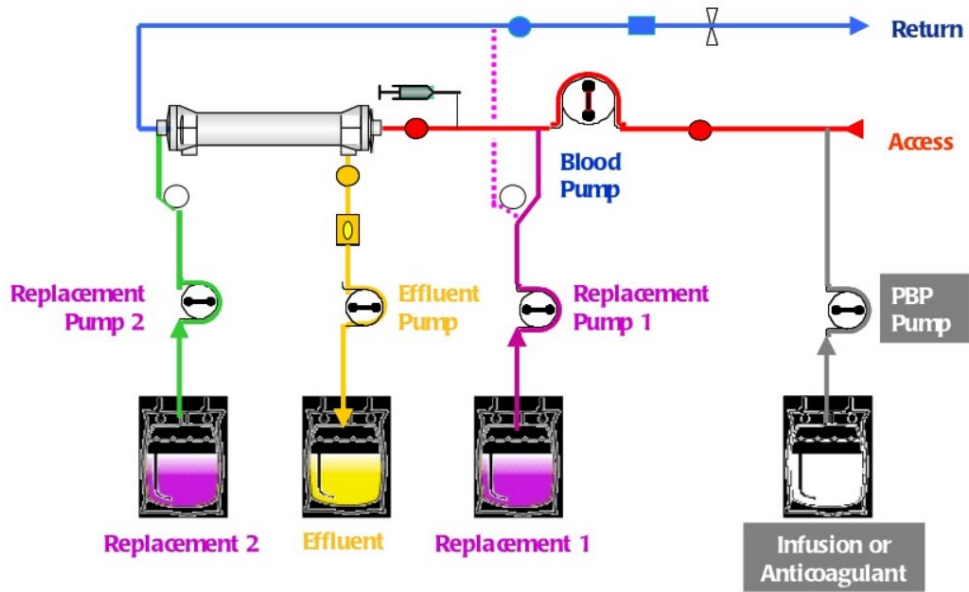 Return
Access
Blood
Pump
Replacement
Pump 2
Effluent
Pump
Replacement
Pump 1
PBP
Pump
Replacement 2
Effluent
Replacement 1
Infusion or
Anticoagulant